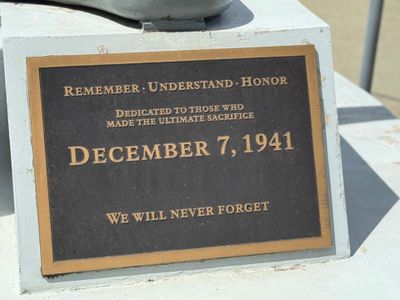 Remember · Understand · Honor
Dedicated to those who
made the ultimate sacrifice
December 7, 1941
We will never forget